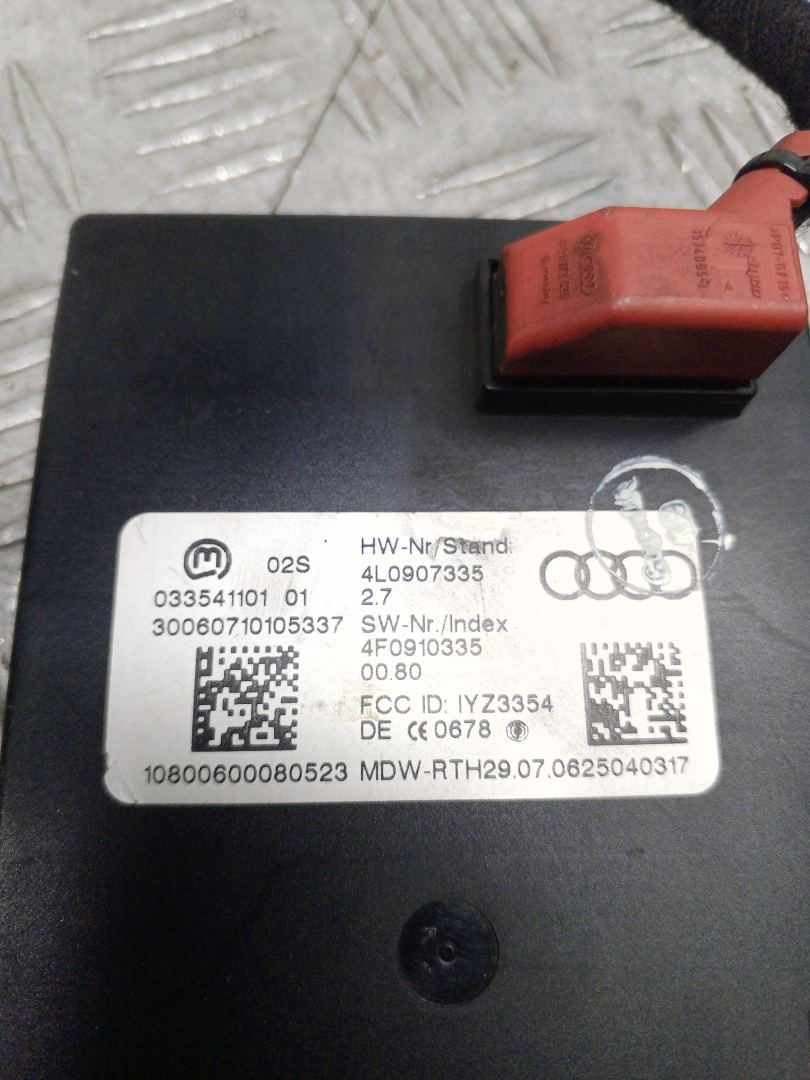 02S
033541101 01
30060710105337
HW-Nr/Stand:
4L0907335
2.7
SW-Nr./Index
4F0910335
00.80
FCC ID: IYZ3354
DE CE 0678
10800600080523 MDW-RTH29.07.0625040317